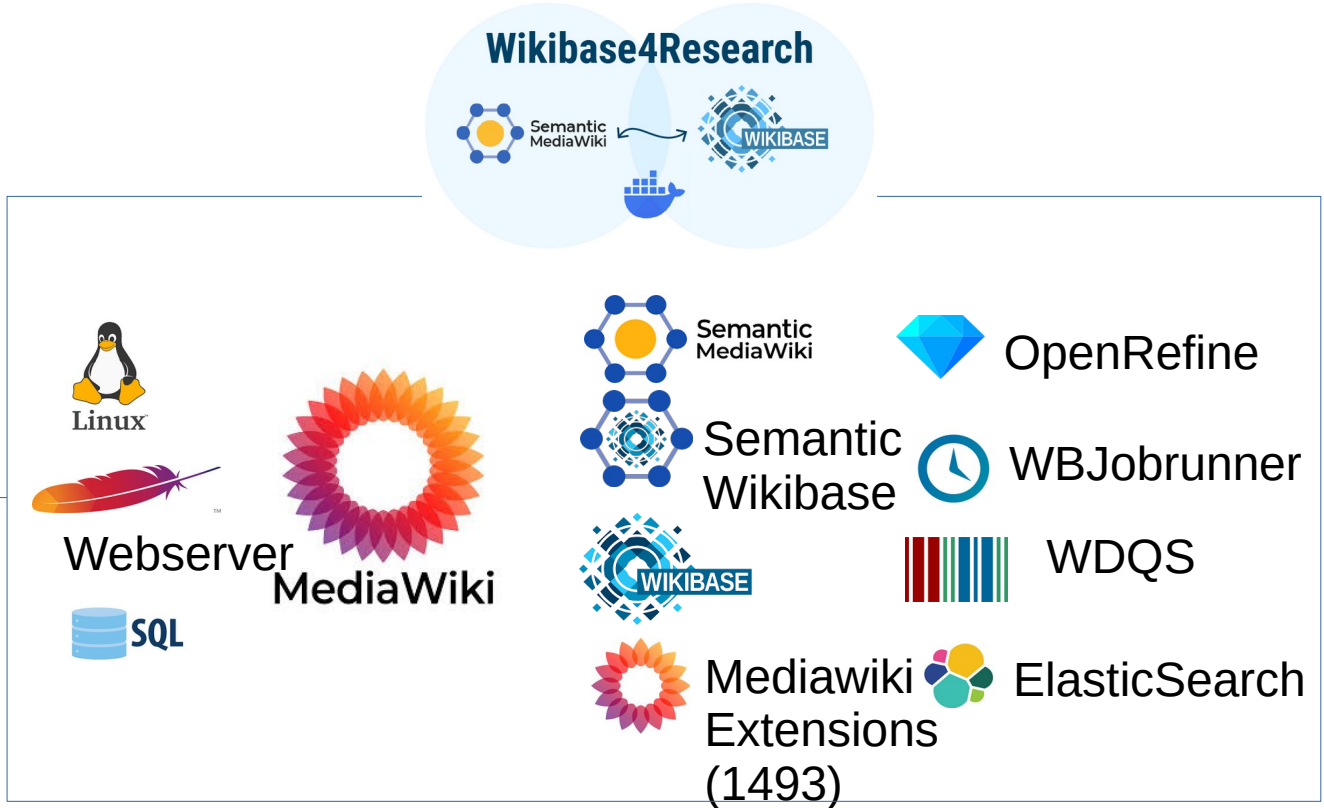 Wikibase4Research
Semantic
MediaWiki
WIKIBASE
Linux
™
Webserver
SQL
MediaWiki
Semantic
MediaWiki
Semantic
Wikibase
WIKIBASE
Mediawiki
Extensions
(1493)
OpenRefine
WBJobrunner
WDQS
ElasticSearch